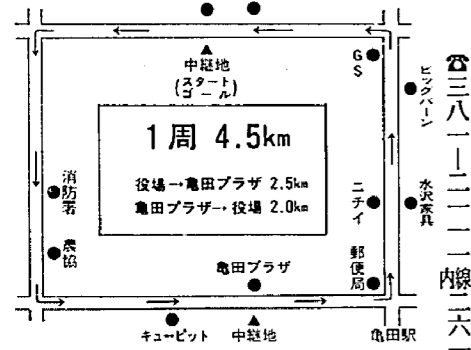 中継地
(スタート
ゴール)
GS
ビックバーン
1周 4.5km
役場→亀田プラザ 2.5km
亀田プラザ→役場 2.0km
消防署
農協
ニチイ
水沢家具
郵便局
亀田プラザ
キューピット
中継地
亀田駅
☎三八一―二一一一 内線二六一